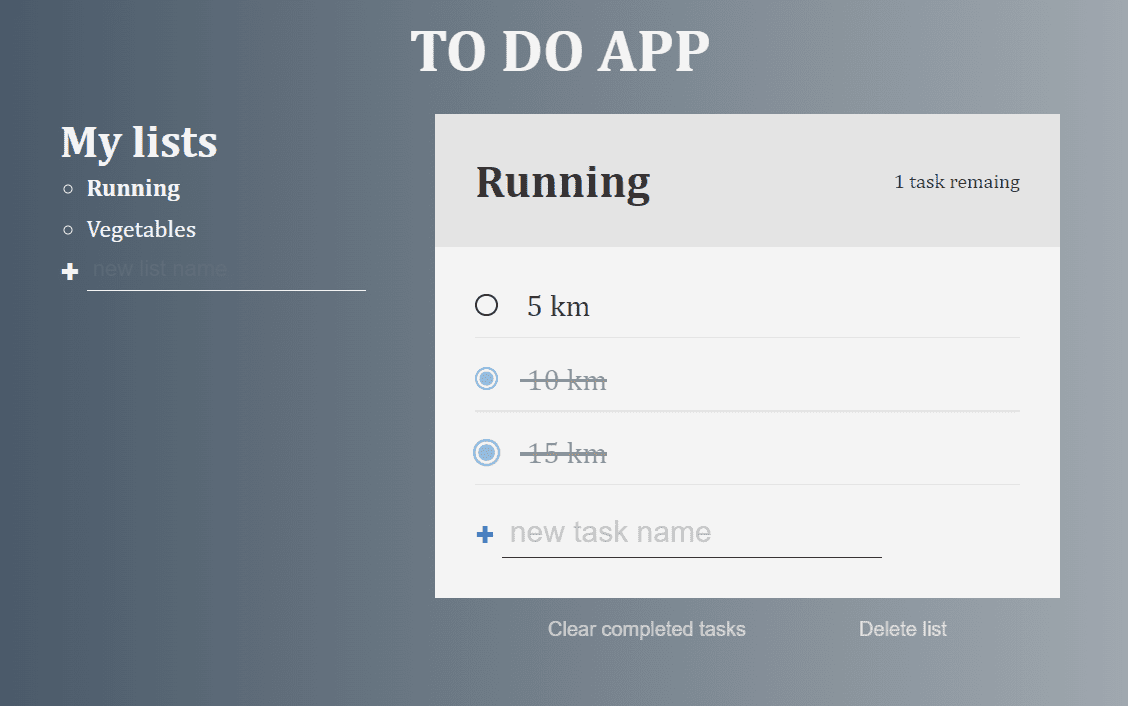 TO DO APP
My lists
Running
Vegetables
new list name
Running
1 task remaing
5 km
10 km
15 km
new task name
Clear completed tasks
Delete list